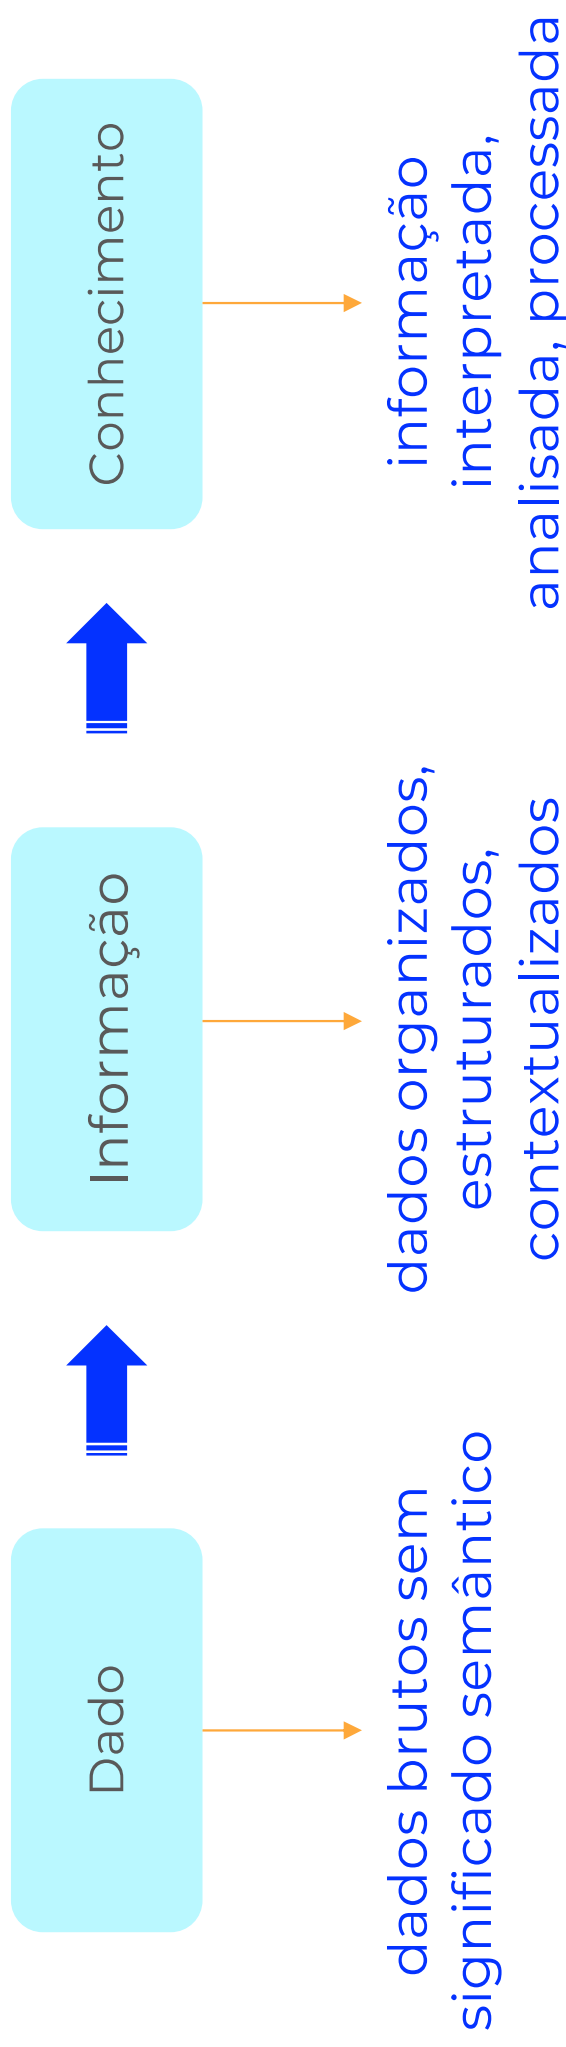 Dado
dados brutos sem
significado semântico
Informação
dados organizados,
estruturados,
contextualizados
Conhecimento
informação
interpretada,
analisada, processada